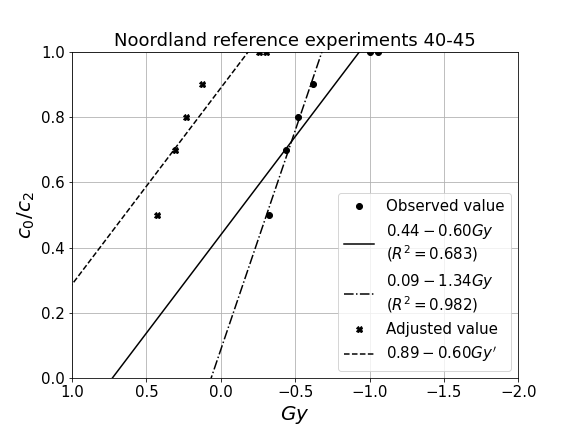 Noordland reference experiments 40-45
1.0
0.8
0.6
0.4
0.2
0.0
c₀/c₂
1.0 0.5 0.0 −0.5 −1.0 −1.5 −2.0
Gy
Observed value
0.44 − 0.60Gy
(R² = 0.683)
0.09 − 1.34Gy
(R² = 0.982)
Adjusted value
0.89 − 0.60Gy′